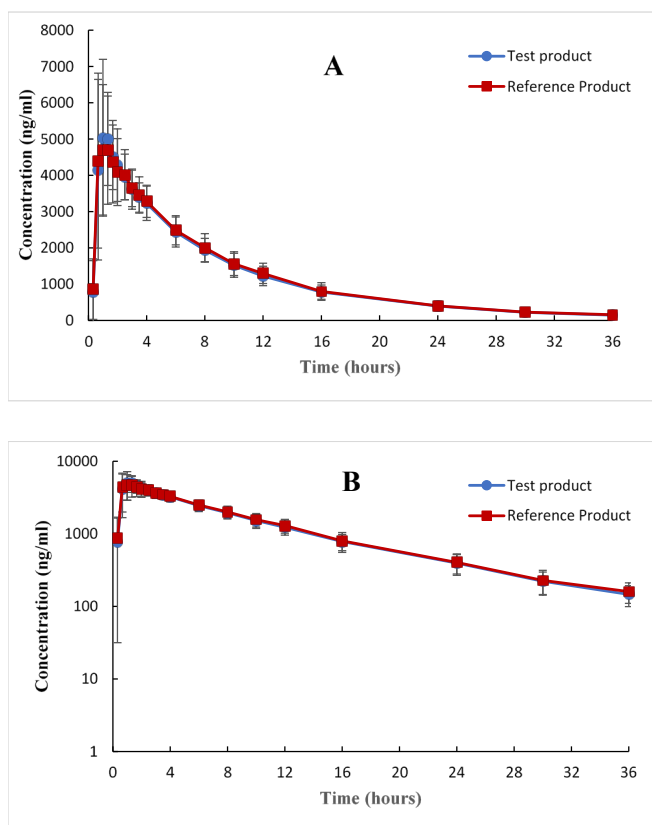 A
Test product
Reference Product
Concentration (ng/ml)
8000
7000
6000
5000
4000
3000
2000
1000
0
0 4 8 12 16 20 24 28 32 36
Time (hours)
B
Test product
Reference Product
Concentration (ng/ml)
10000
1000
100
10
1
0 4 8 12 16 20 24 28 32 36
Time (hours)